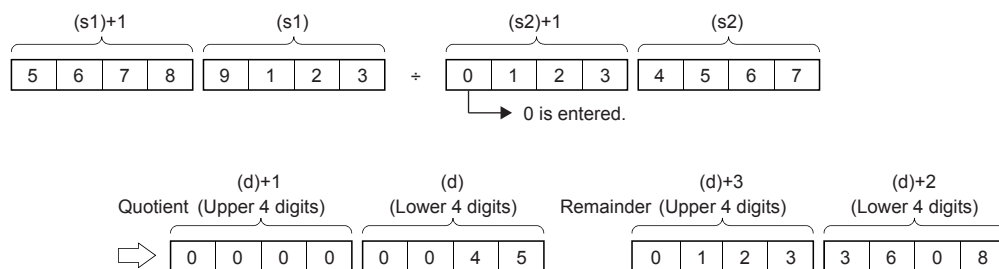 (s1)+1 (s1) (s2)+1 (s2)
5 6 7 8 9 1 2 3 ÷ 0 1 2 3 4 5 6 7
0 is entered.
(d)+1 (d) (d)+3 (d)+2
Quotient (Upper 4 digits) (Lower 4 digits) Remainder (Upper 4 digits) (Lower 4 digits)
0 0 0 0 0 0 4 5 0 1 2 3 3 6 0 8